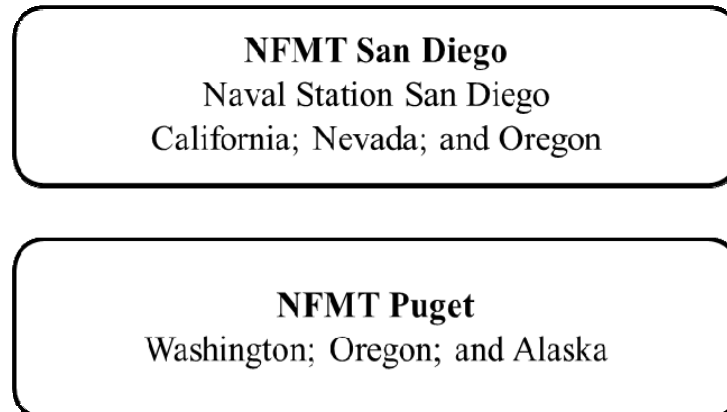 NFMT San Diego
Naval Station San Diego
California; Nevada; and Oregon
NFMT Puget
Washington; Oregon; and Alaska